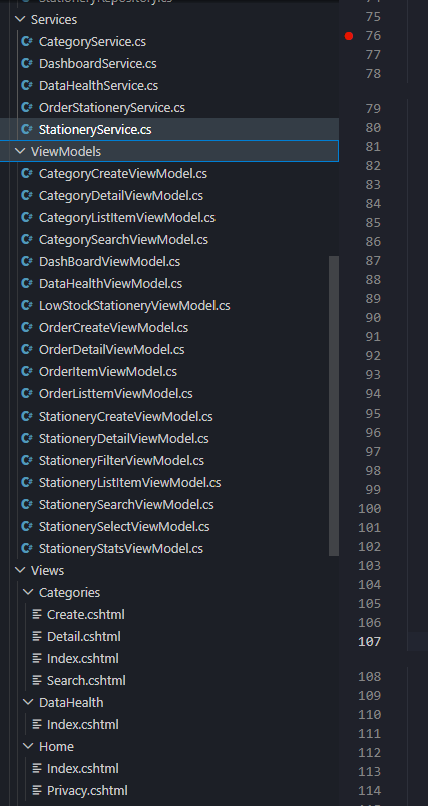 StationeryRepository.cs
Services
CategoryService.cs
DashboardService.cs
DataHealthService.cs
OrderStationeryService.cs
StationeryService.cs
ViewModels
CategoryCreateViewModel.cs
CategoryDetailViewModel.cs
CategoryListItemViewModel.cs
CategorySearchViewModel.cs
DashBoardViewModel.cs
DataHealthViewModel.cs
LowStockStationeryViewModel.cs
OrderCreateViewModel.cs
OrderDetailViewModel.cs
OrderItemViewModel.cs
OrderListtemViewModel.cs
StationeryCreateViewModel.cs
StationeryDetailViewModel.cs
StationeryFilterViewModel.cs
StationeryListItemViewModel.cs
StationerySearchViewModel.cs
StationerySelectViewModel.cs
StationeryStatsViewModel.cs
Views
Categories
Create.cshtml
Detail.cshtml
Index.cshtml
Search.cshtml
DataHealth
Index.cshtml
Home
Index.cshtml
Privacy.cshtml
75
76
77
78
79
80
81
82
83
84
85
86
87
88
89
90
91
92
93
94
95
96
97
98
99
100
101
102
103
104
105
106
107
108
109
110
111
112
113
114